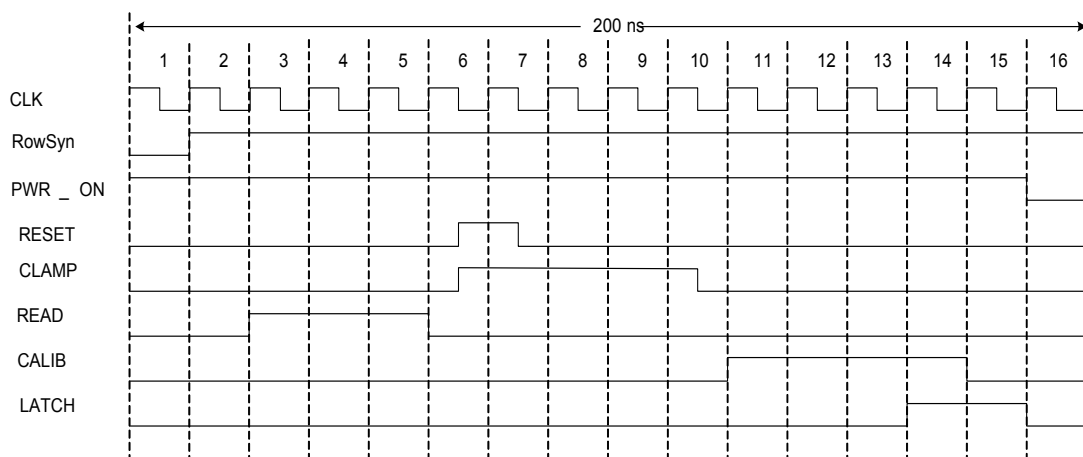 200 ns
1 2 3 4 5 6 7 8 9 10 11 12 13 14 15 16
CLK
RowSyn
PWR _ ON
RESET
CLAMP
READ
CALIB
LATCH